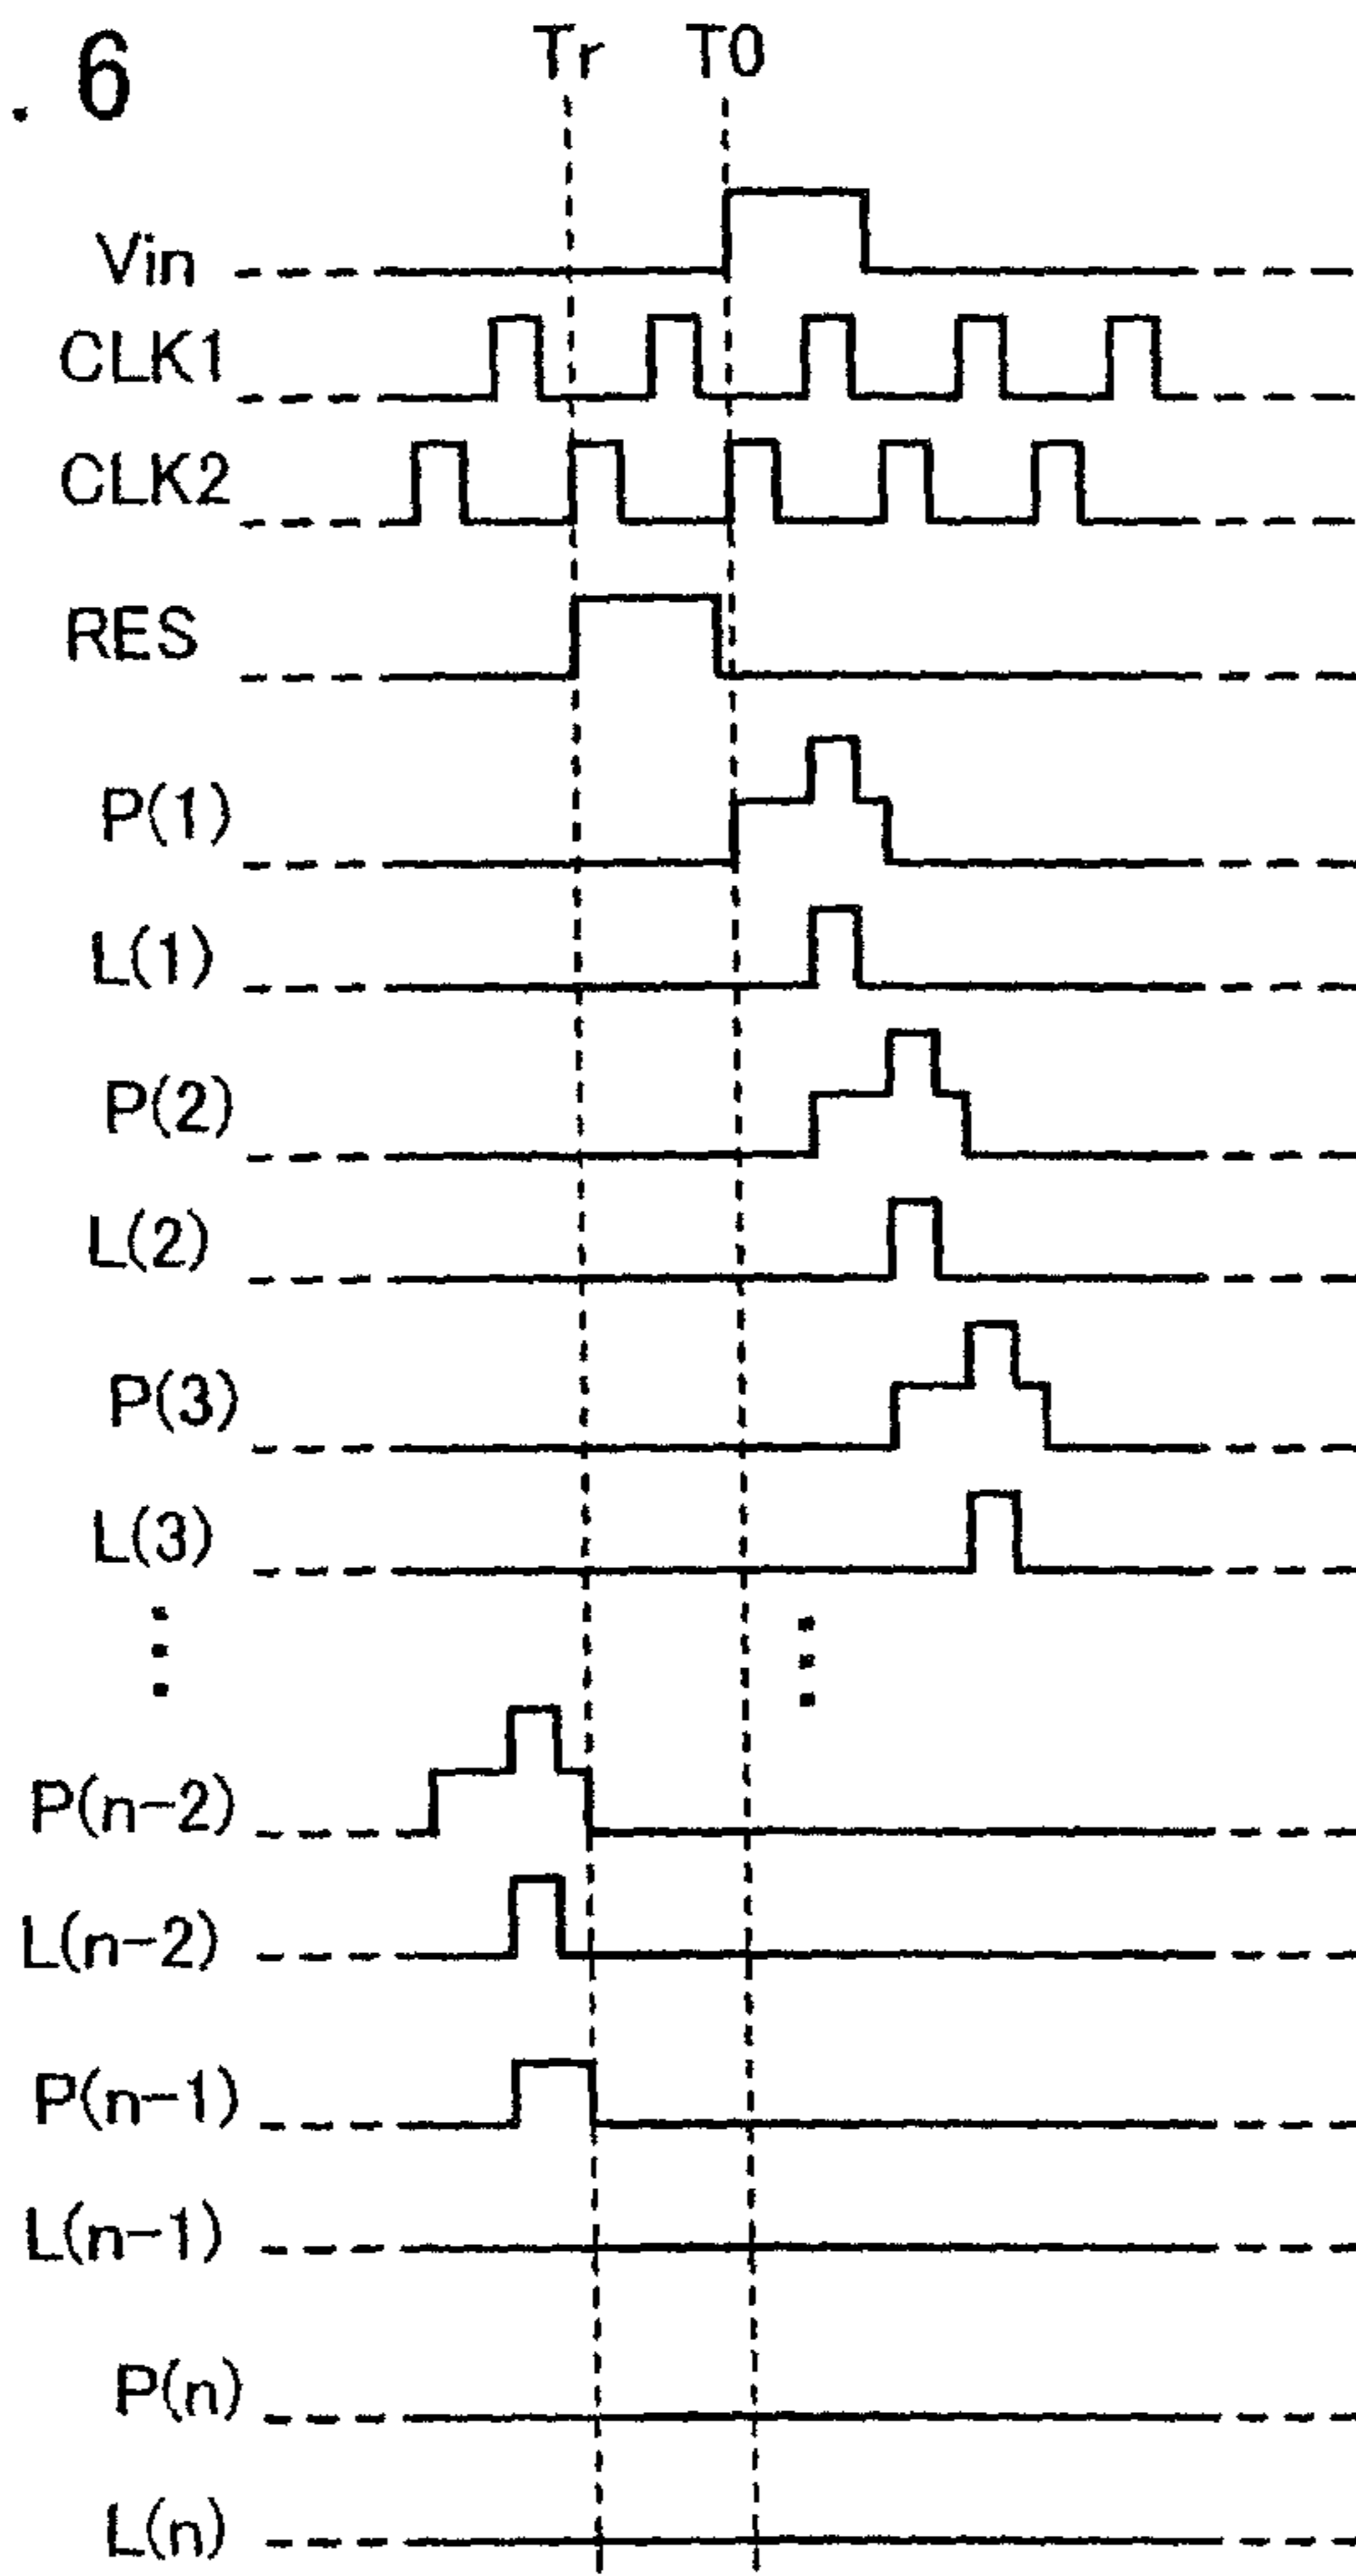 . 6
Tr T0
Vin
CLK1
CLK2
RES
P(1)
L(1)
P(2)
L(2)
P(3)
L(3)
P(n-2)
L(n-2)
P(n-1)
L(n-1)
P(n)
L(n)